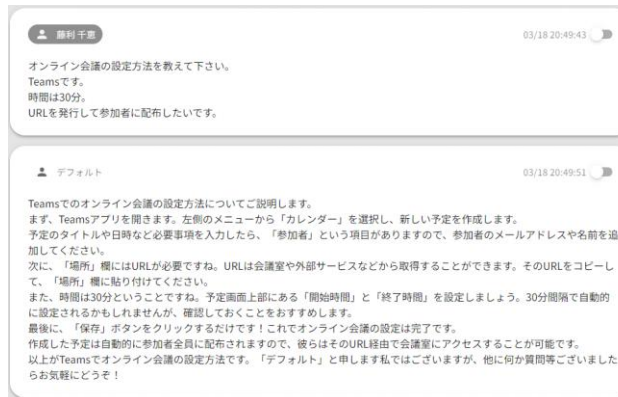 藤利 千恵
03/18 20:49:43
オンライン会議の設定方法を教えて下さい。
Teamsです。
時間は30分。
URLを発行して参加者に配布したいです。
デフォルト
03/18 20:49:51
Teamsでのオンライン会議の設定方法についてご説明します。
まず、Teamsアプリを開きます。左側のメニューから「カレンダー」を選択し、新しい予定を作成します。
予定のタイトルや日時など必要事項を入力したら、「参加者」という項目がありますので、参加者のメールアドレスや名前を追
加してください。
次に、「場所」欄にはURLが必要ですね。URLは会議室や外部サービスなどから取得することができます。そのURLをコピーし
て、「場所」欄に貼り付けてください。
また、時間は30分ということですね。予定画面上部にある「開始時間」と「終了時間」を設定しましょう。30分間隔で自動的
に設定されるかもしれませんが、確認しておくことをおすすめします。
最後に、「保存」ボタンをクリックするだけです！これでオンライン会議の設定は完了です。
作成した予定は自動的に参加者全員に配布されますので、彼らはそのURL経由で会議室にアクセスすることが可能です。
以上がTeamsでオンライン会議の設定方法です。「デフォルト」と申します私ではございますが、他に何か質問等ございました
らお気軽にどうぞ！